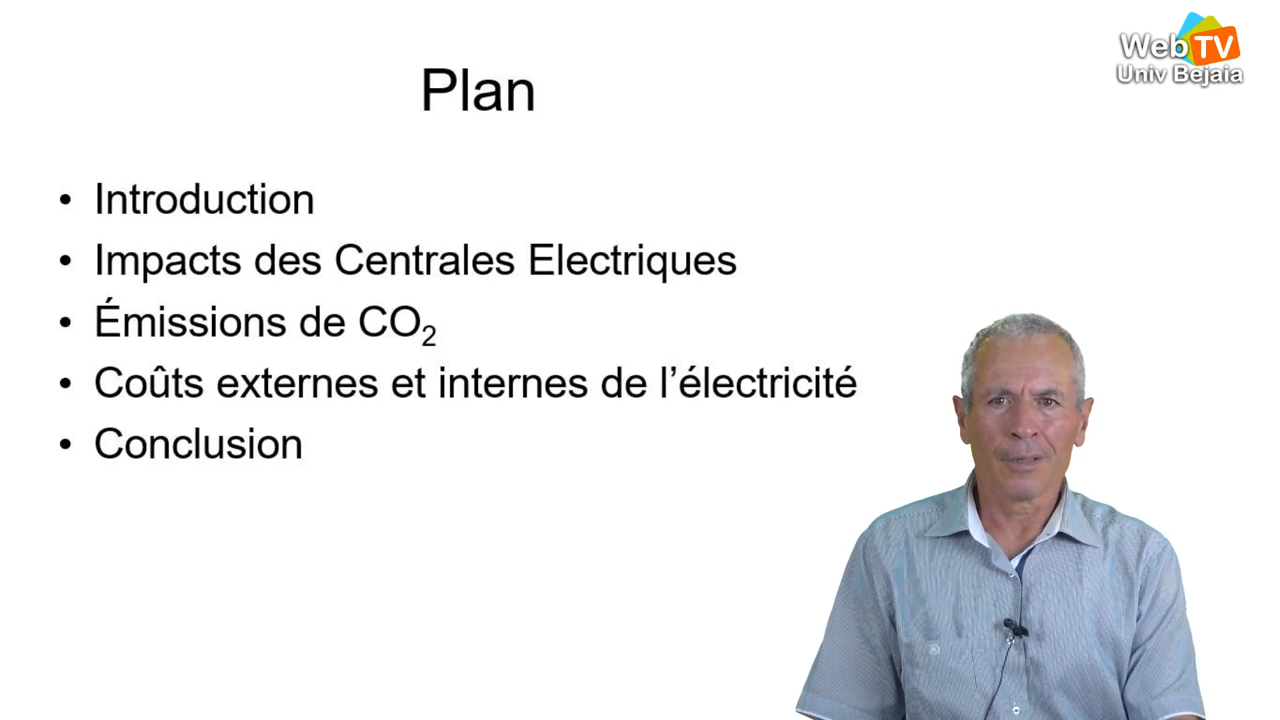 Web TV
Univ Bejaia
Plan
• Introduction
• Impacts des Centrales Electriques
• Émissions de CO₂
• Coûts externes et internes de l’électricité
• Conclusion